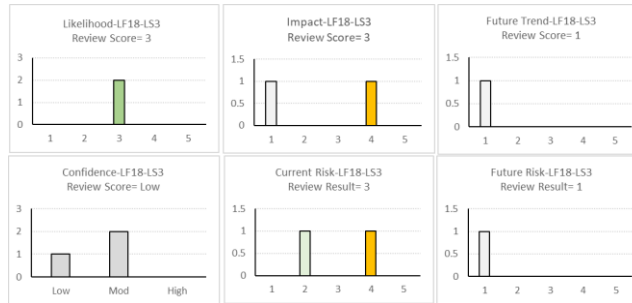 Likelihood-LF18-LS3
Review Score= 3
3
2
1
0
1 2 3 4 5
Impact-LF18-LS3
Review Score= 3
1.5
1
0.5
0
1 2 3 4 5
Future Trend-LF18-LS3
Review Score= 1
1.5
1
0.5
0
1 2 3 4 5
Confidence-LF18-LS3
Review Score= Low
3
2
1
0
Low Mod High
Current Risk-LF18-LS3
Review Result= 3
1.5
1
0.5
0
1 2 3 4 5
Future Risk-LF18-LS3
Review Result= 1
1.5
1
0.5
0
1 2 3 4 5